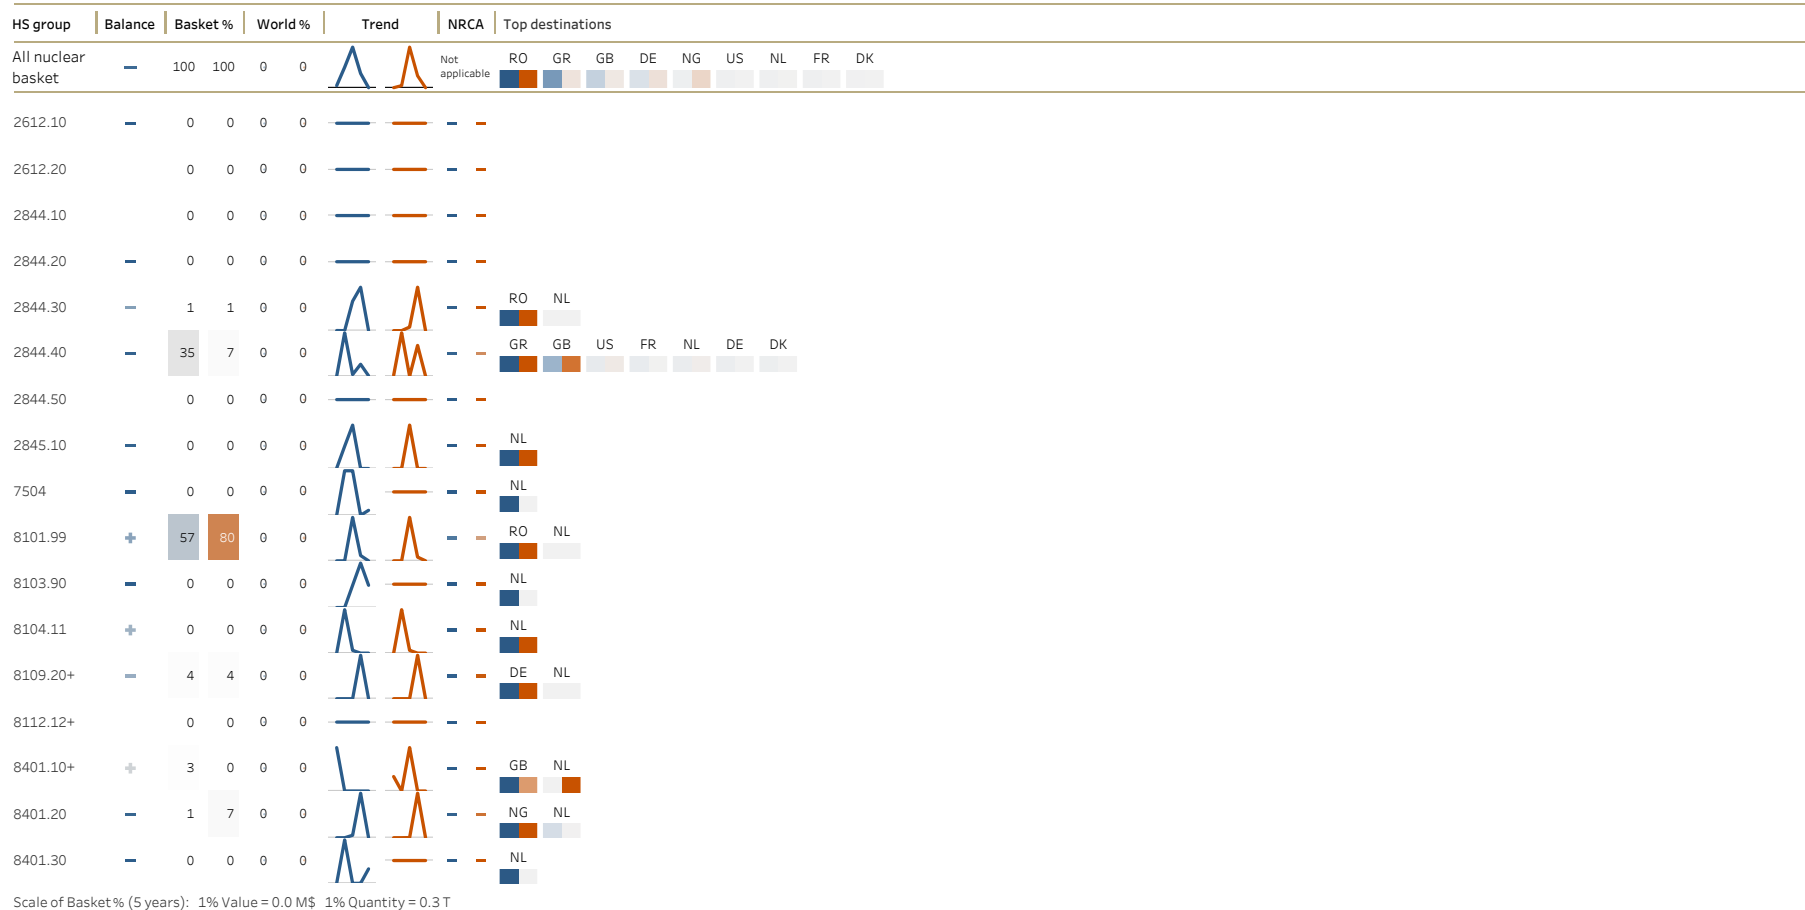 HS group Balance Basket % World % Trend NRCA Top destinations
All nuclear basket 100 100 0 0 Not applicable RO GR GB DE NG US NL FR DK
2612.10 0 0 0 0
2612.20 0 0 0 0
2844.10 0 0 0 0
2844.20 0 0 0 0
2844.30 1 1 0 0 RO NL
2844.40 35 7 0 0 GR GB US FR NL DE DK
2844.50 0 0 0 0
2845.10 0 0 0 0 NL
7504 0 0 0 0 NL
8101.99 57 80 0 0 RO NL
8103.90 0 0 0 0 NL
8104.11 0 0 0 0 NL
8109.20+ 4 4 0 0 DE NL
8112.12+ 0 0 0 0
8401.10+ 3 0 0 0 GB NL
8401.20 1 7 0 0 NG NL
8401.30 0 0 0 0 NL
Scale of Basket% (5 years): 1% Value = 0.0 M$ 1% Quantity = 0.3 T